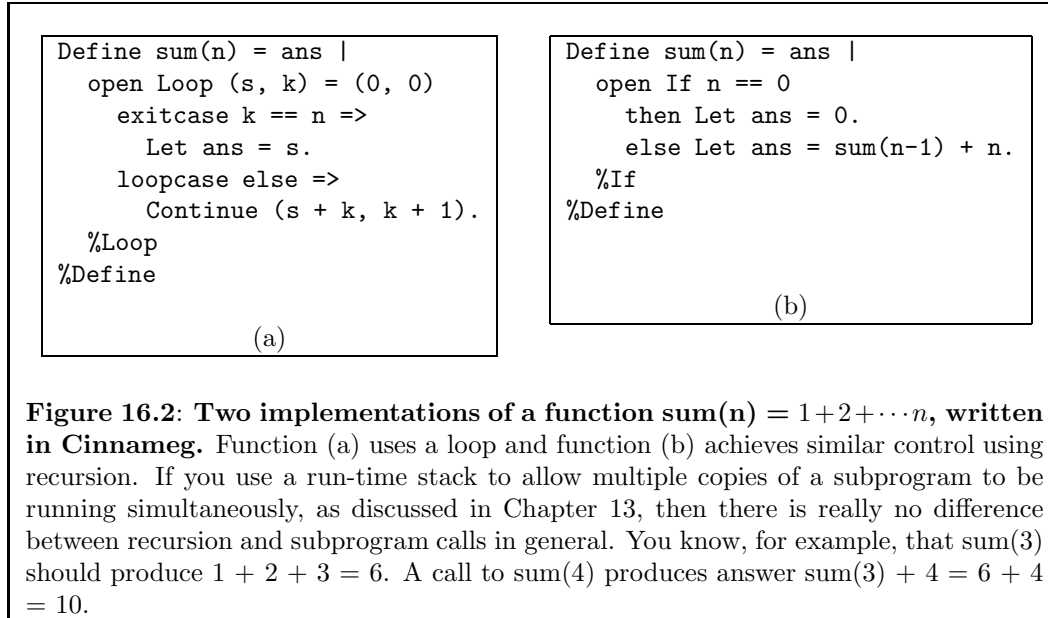 Define sum(n) = ans |
open Loop (s, k) = (0, 0)
exitcase k == n =>
Let ans = s.
loopcase else =>
Continue (s + k, k + 1).
%Loop
%Define
(a)
Define sum(n) = ans |
open If n == 0
then Let ans = 0.
else Let ans = sum(n-1) + n.
%If
%Define
(b)
Figure 16.2: Two implementations of a function sum(n) = 1+2+···n, written
in Cinnameg. Function (a) uses a loop and function (b) achieves similar control using
recursion. If you use a run-time stack to allow multiple copies of a subprogram to be
running simultaneously, as discussed in Chapter 13, then there is really no difference
between recursion and subprogram calls in general. You know, for example, that sum(3)
should produce 1 + 2 + 3 = 6. A call to sum(4) produces answer sum(3) + 4 = 6 + 4
= 10.